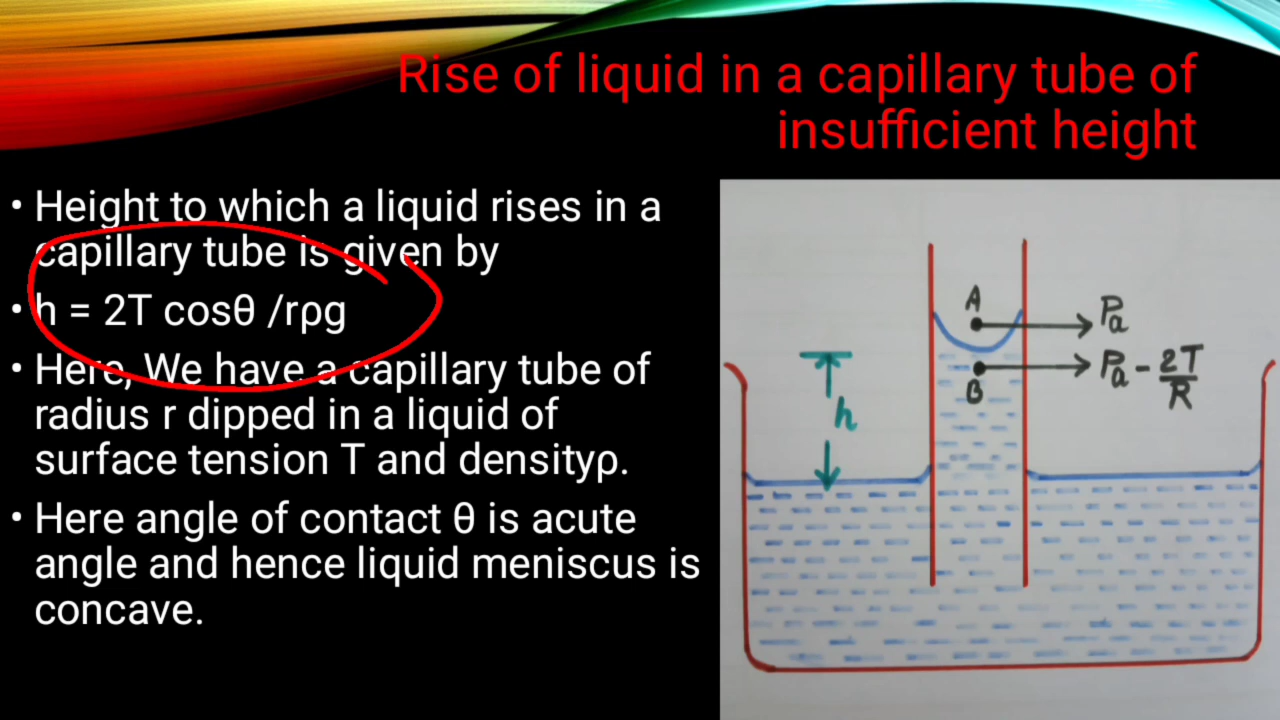 Rise of liquid in a capillary tube of
insufficient height
• Height to which a liquid rises in a
capillary tube is given by
• h = 2T cosθ /rρg
• Here, We have a capillary tube of
radius r dipped in a liquid of
surface tension T and densityρ.
• Here angle of contact θ is acute
angle and hence liquid meniscus is
concave.
A
Pa
B
Pa - 2T/R
h